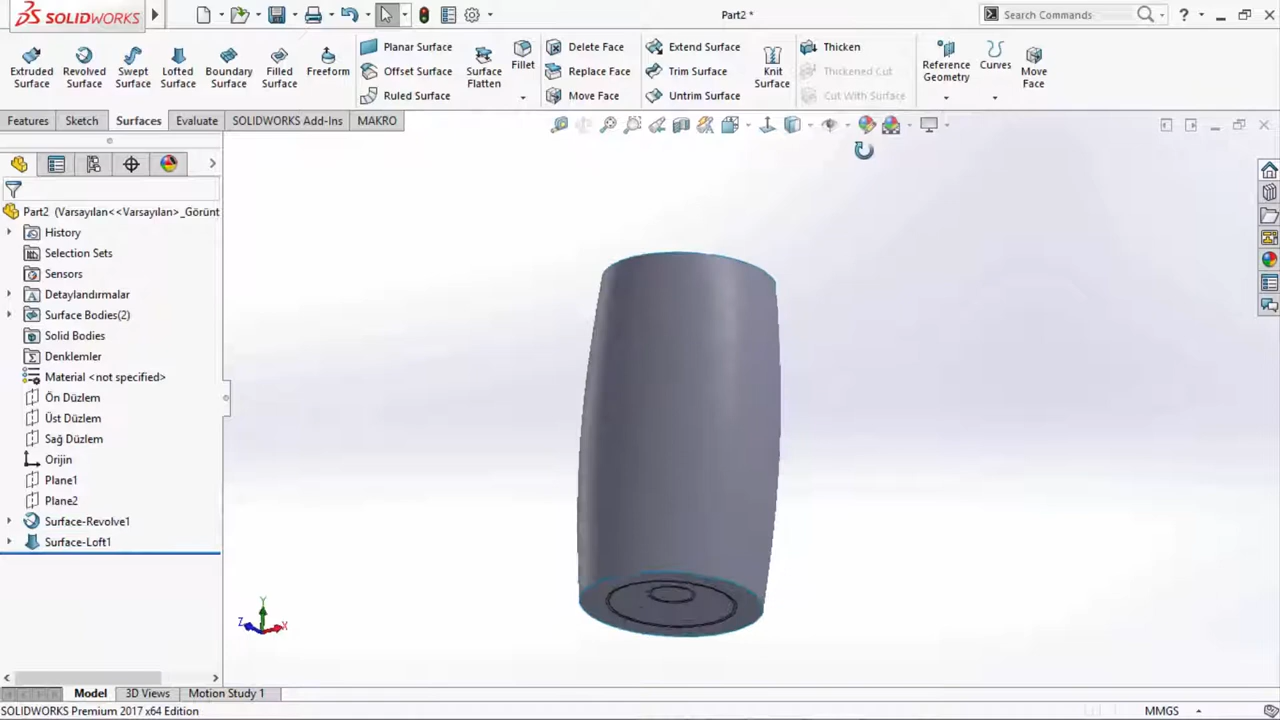 SOLIDWORKS
Part2 *
Search Commands
?
Extruded Surface
Revolved Surface
Swept Surface
Lofted Surface
Boundary Surface
Filled Surface
Freeform
Planar Surface
Offset Surface
Ruled Surface
Surface Flatten
Fillet
Delete Face
Replace Face
Move Face
Extend Surface
Trim Surface
Untrim Surface
Knit Surface
Thicken
Thickened Cut
Cut With Surface
Reference Geometry
Curves
Move Face
Features
Sketch
Surfaces
Evaluate
SOLIDWORKS Add-Ins
MAKRO
Part2 (Varsayılan<<Varsayılan>_Görünt
History
Selection Sets
Sensors
Detaylandırmalar
Surface Bodies(2)
Solid Bodies
Denklemler
Material <not specified>
Ön Düzlem
Üst Düzlem
Sağ Düzlem
Orijin
Plane1
Plane2
Surface-Revolve1
Surface-Loft1
Y
Z
X
Model
3D Views
Motion Study 1
SOLIDWORKS Premium 2017 x64 Edition
MMGS